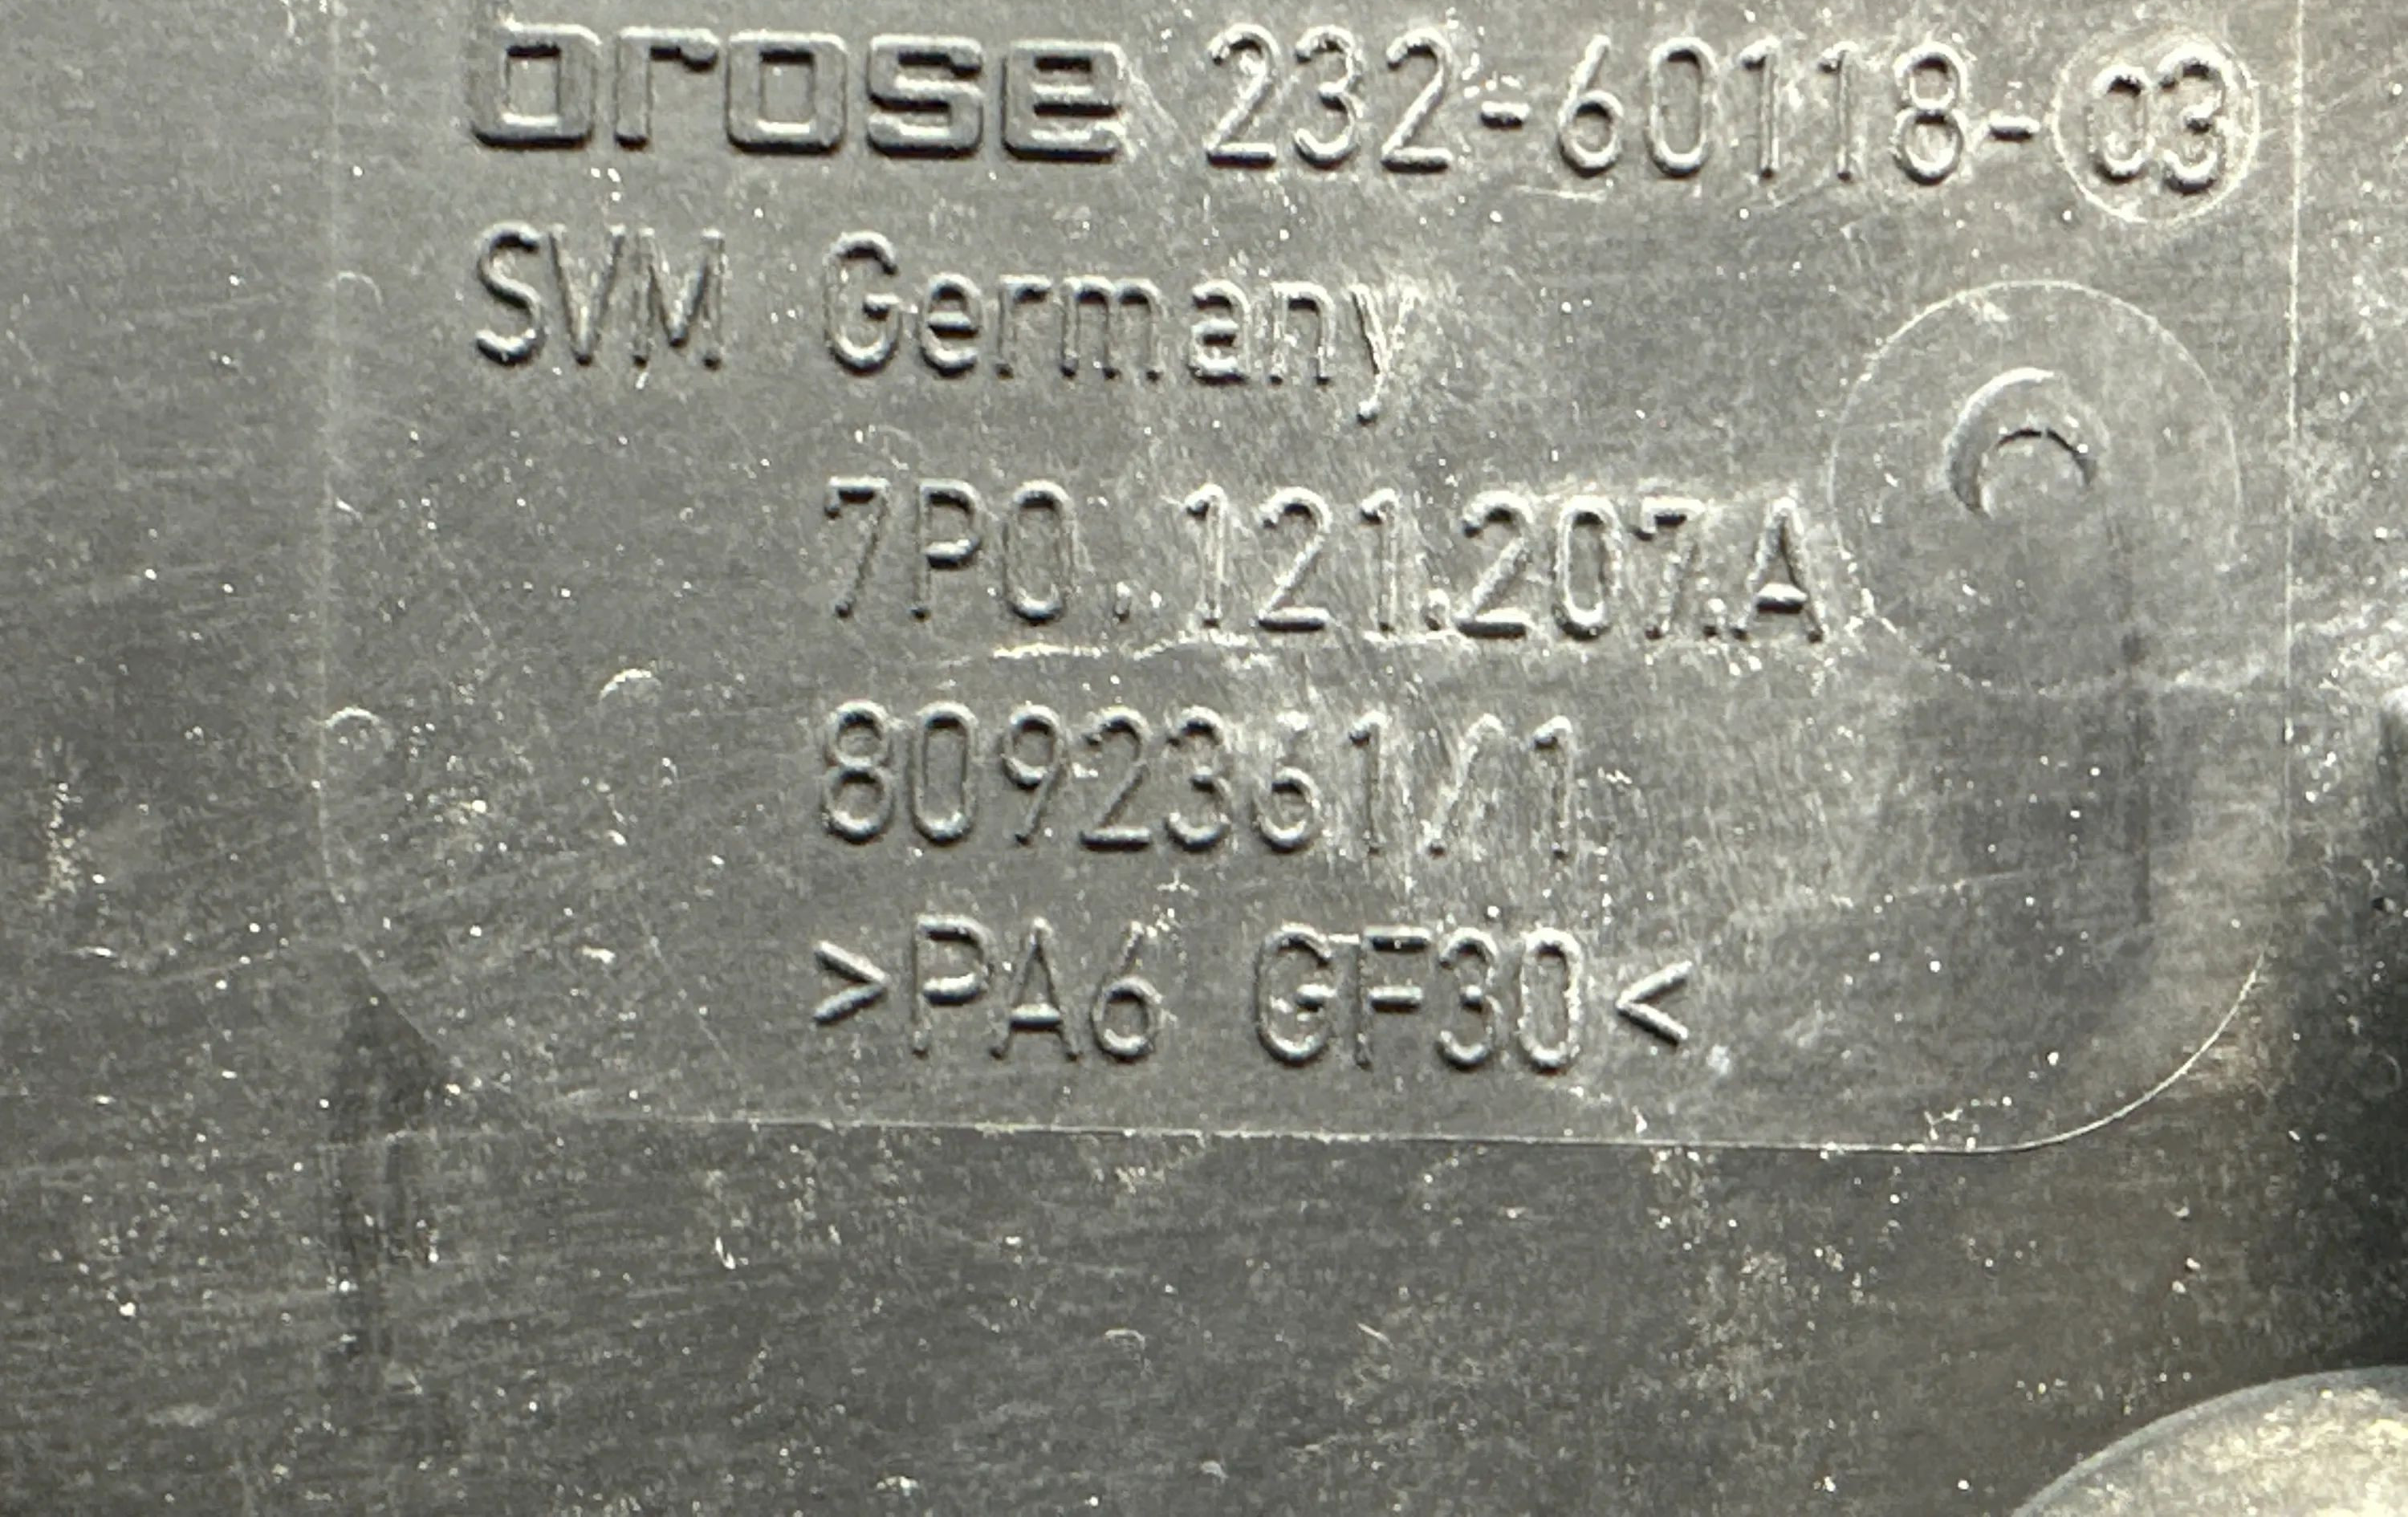 brose 232-60118-03
SVM Germany
7P0.121.207.A
8092361/1
>PA6 GF30<